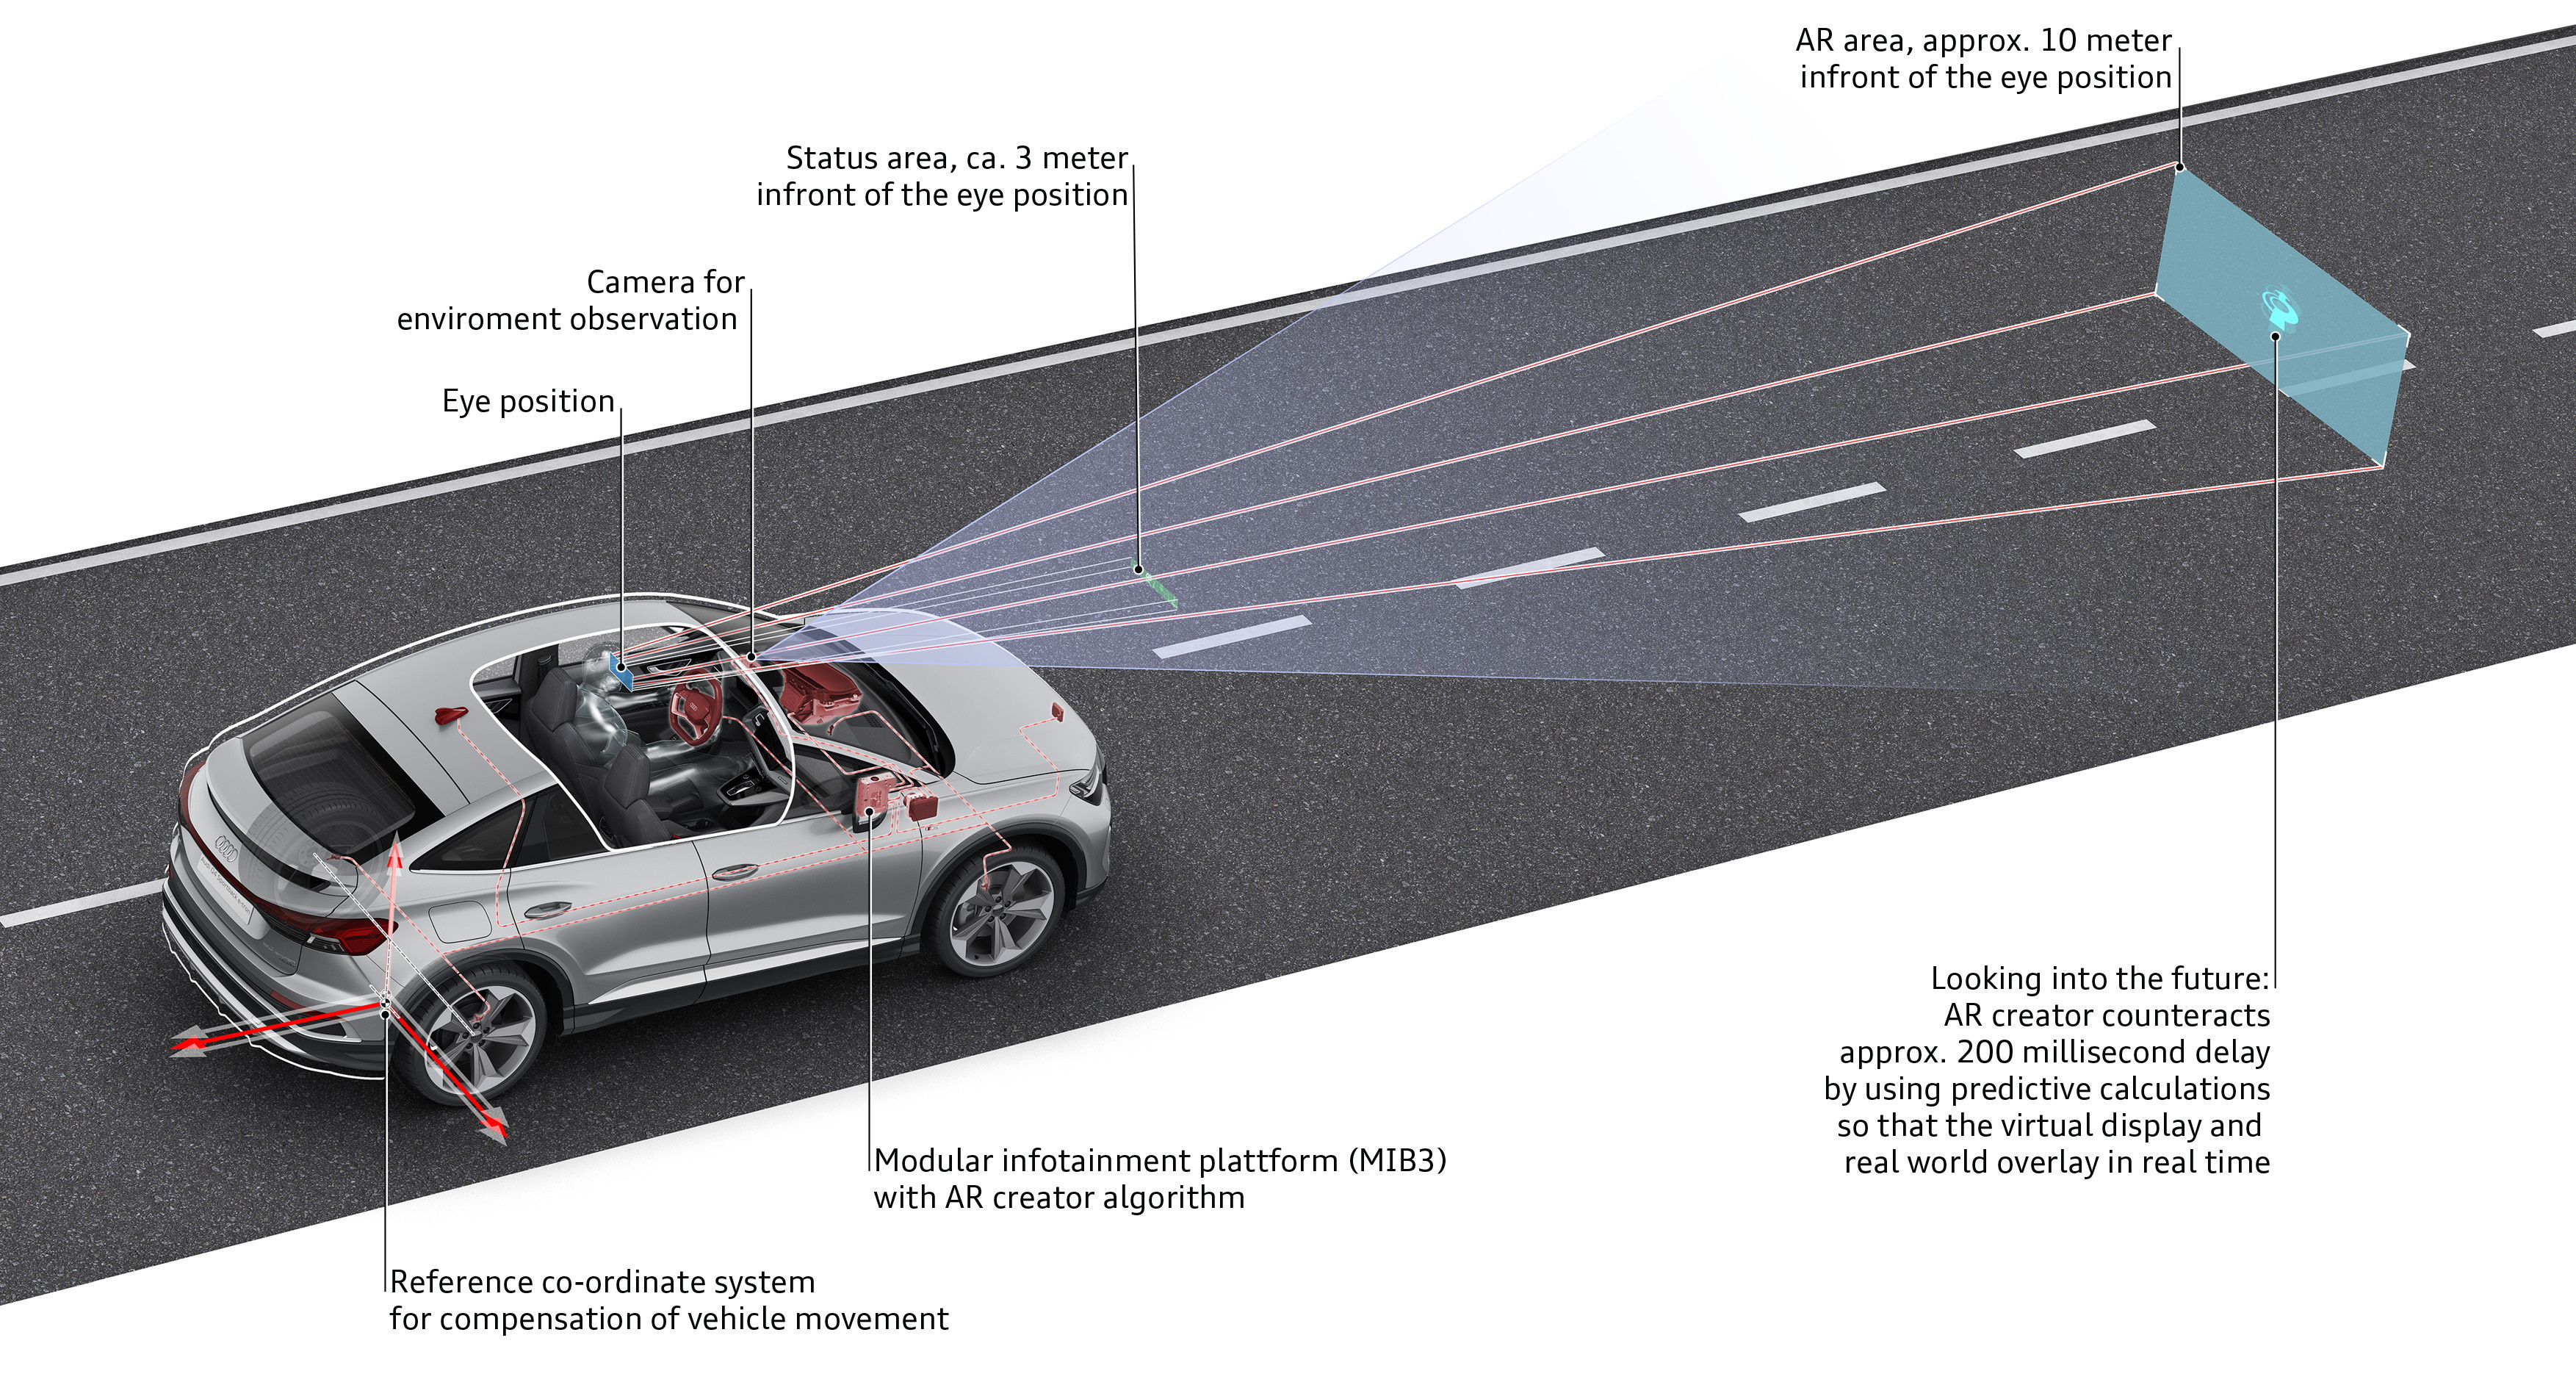 AR area, approx. 10 meter
infront of the eye position
Status area, ca. 3 meter
infront of the eye position
Camera for
enviroment observation
Eye position
Looking into the future:
AR creator counteracts
approx. 200 millisecond delay
by using predictive calculations
so that the virtual display and
real world overlay in real time
Modular infotainment plattform (MIB3)
with AR creator algorithm
Reference co-ordinate system
for compensation of vehicle movement